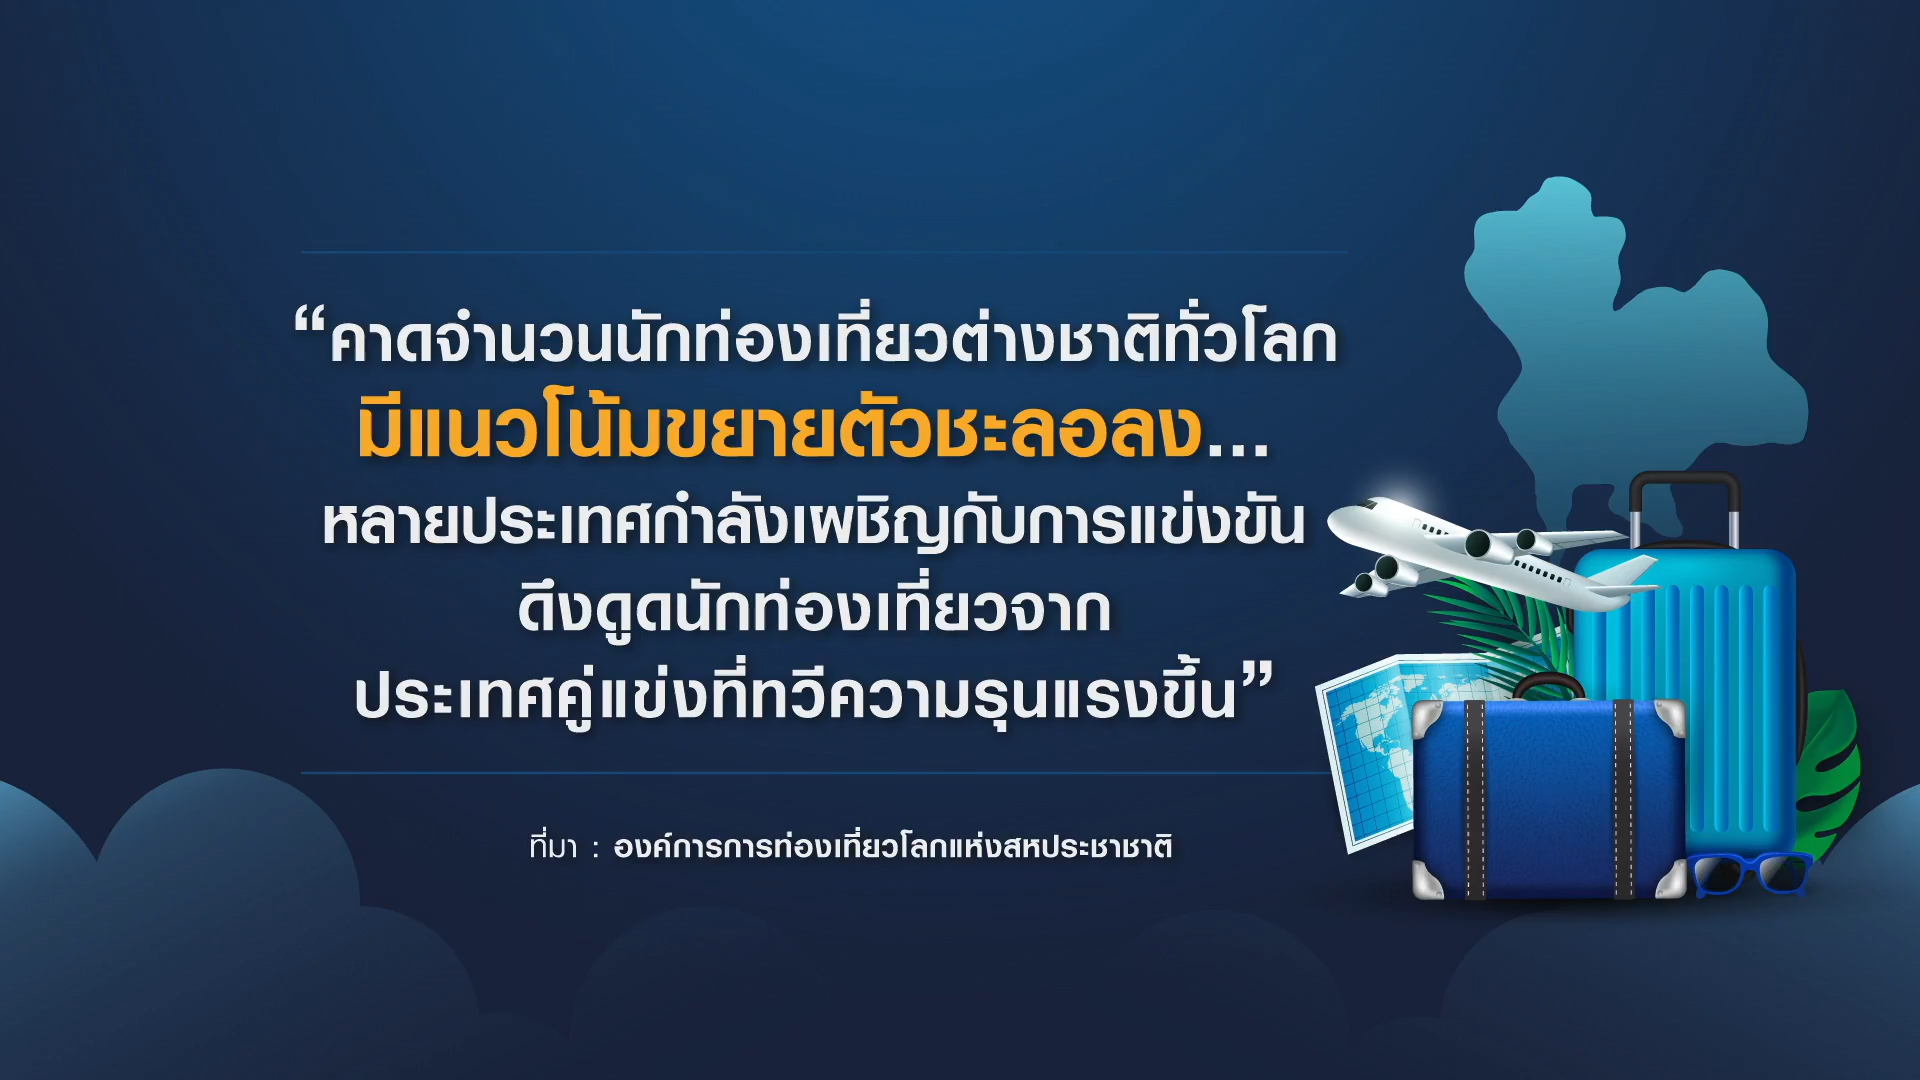 “คาดจำนวนนักท่องเที่ยวต่างชาติทั่วโลก
มีแนวโน้มขยายตัวชะลอลง...
หลายประเทศกำลังเผชิญกับการแข่งขัน
ดึงดูดนักท่องเที่ยวจาก
ประเทศคู่แข่งที่ทวีความรุนแรงขึ้น”
ที่มา : องค์การการท่องเที่ยวโลกแห่งสหประชาชาติ